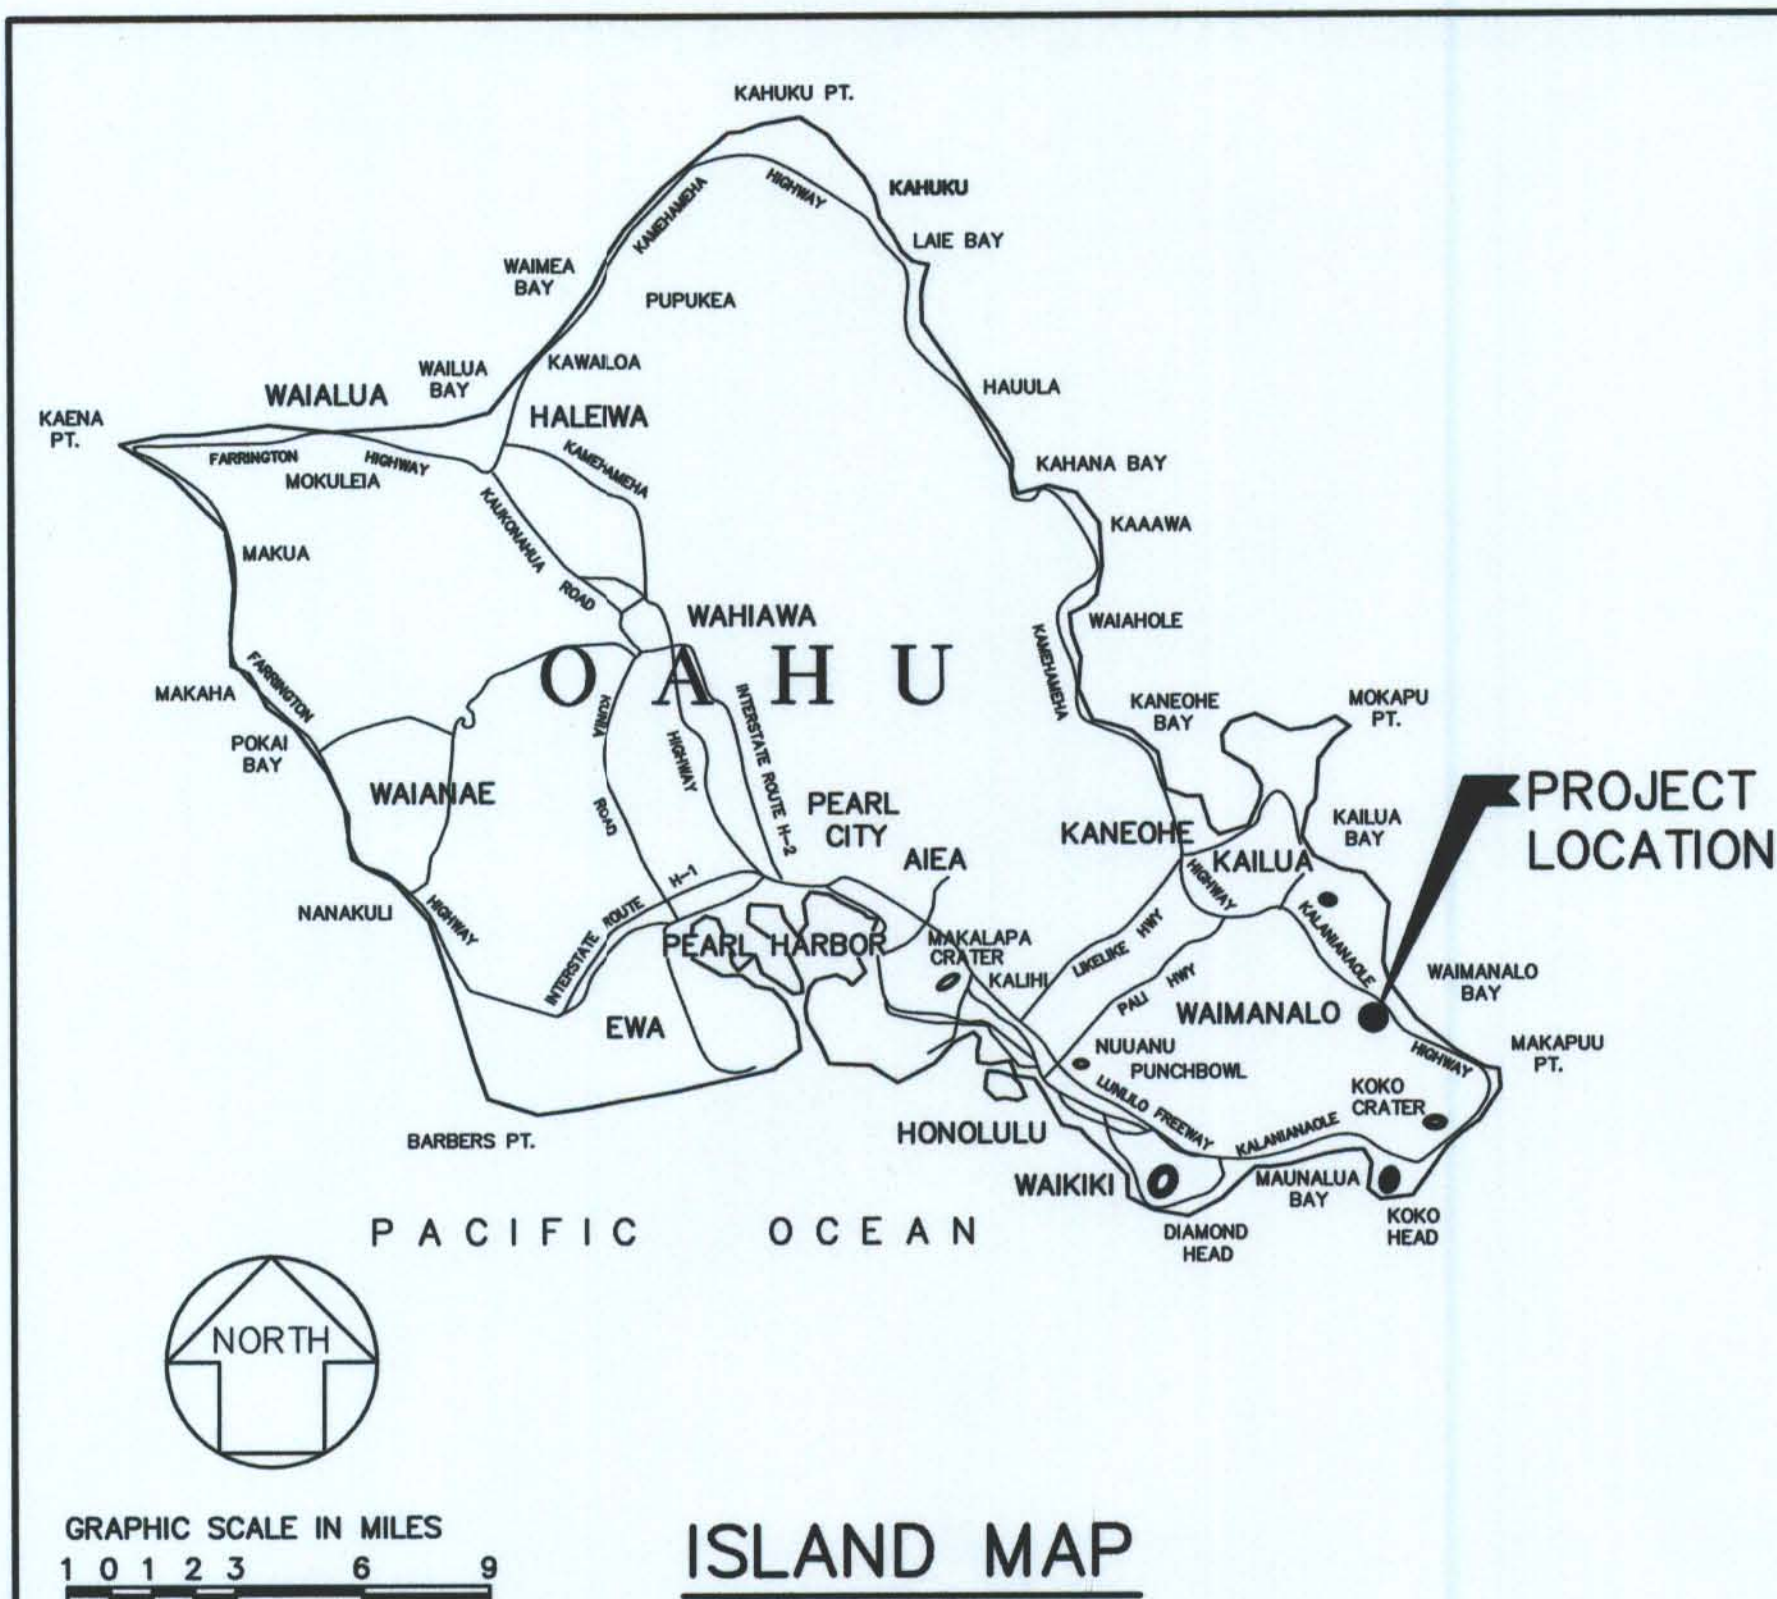 KAHUKU PT.
KAHUKU
HIGHWAY
KAMEHAMEHA
LAIE BAY
WAIMEA
BAY
PUPUKEA
KAWAILOA
WAILUA
BAY
WAIALUA
HAUULA
HALEIWA
KAENA
PT.
FARRINGTON
HIGHWAY
MOKULEIA
KAMEHAMEHA
KAHANA BAY
KAUKONAHUA
ROAD
KAAAWA
MAKUA
WAHIAWA
WAIAHOLE
OAHU
KAMEHAMEHA
FARRINGTON
MAKAHA
KANEOHE
BAY
MOKAPU
PT.
KUNIA
ROAD
HIGHWAY
INTERSTATE ROUTE H-2
POKAI
BAY
WAIANAE
PEARL
CITY
KANEOHE
KAILUA
BAY
PROJECT
LOCATION
AIEA
KAILUA
HIGHWAY
NANAKULI
HIGHWAY
INTERSTATE ROUTE H-1
PEARL HARBOR
MAKALAPA
CRATER
KALIHI
LIKELIKE HWY
PALI HWY
KALANIANAOLE
WAIMANALO
BAY
WAIMANALO
EWA
NUUANU
PUNCHBOWL
HIGHWAY
MAKAPUU
PT.
LUNLILO FREEWAY
KOKO
CRATER
HONOLULU
KALANIANAOLE
BARBERS PT.
WAIKIKI
MAUNALUA
BAY
PACIFIC OCEAN
DIAMOND
HEAD
KOKO
HEAD
NORTH
GRAPHIC SCALE IN MILES
1 0 1 2 3 6 9
ISLAND MAP